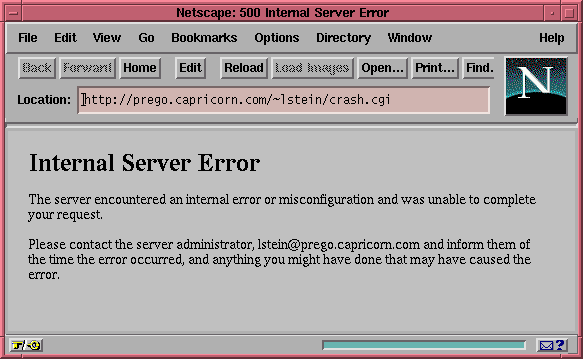 Netscape: 500 Internal Server Error
File Edit View Go Bookmarks Options Directory Window Help
Back Forward Home Edit Reload Load Images Open... Print... Find.
N
Location: http://prego.capricorn.com/~lstein/crash.cgi
Internal Server Error
The server encountered an internal error or misconfiguration and was unable to complete
your request.
Please contact the server administrator, lstein@prego.capricorn.com and inform them of
the time the error occurred, and anything you might have done that may have caused the
error.
?